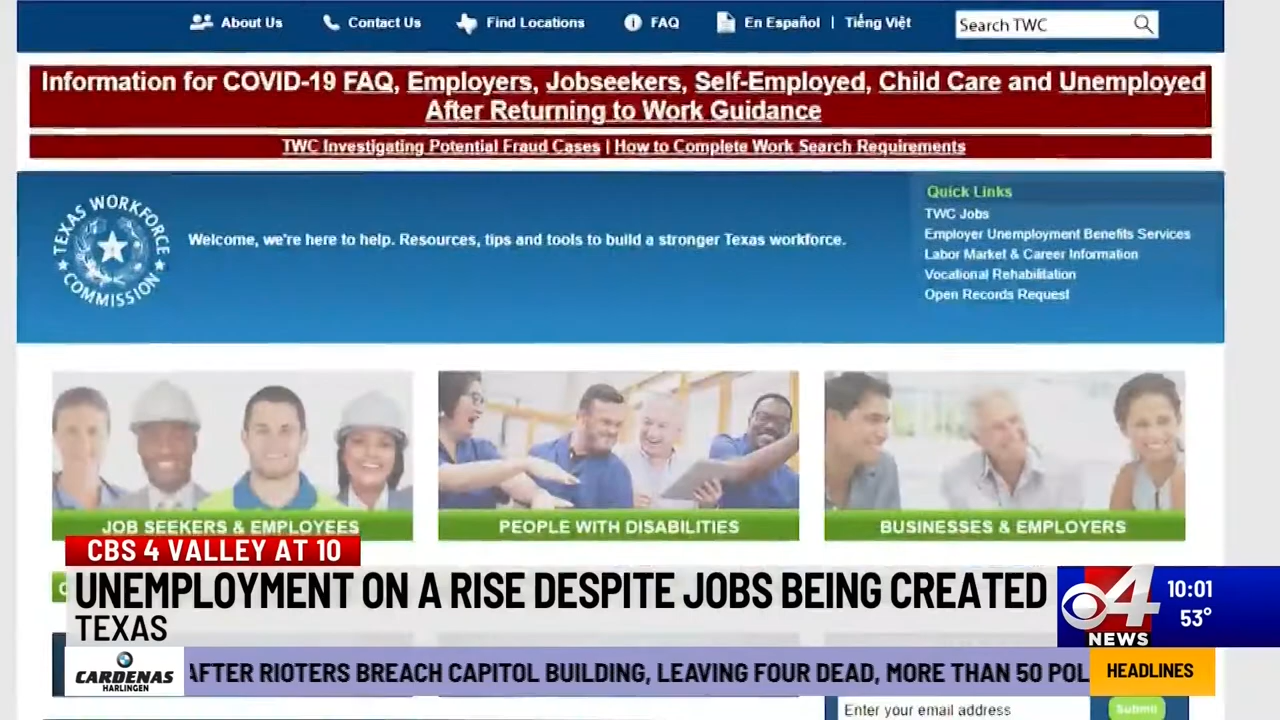 About Us
Contact Us
Find Locations
FAQ
En Español | Tiếng Việt
Search TWC
Information for COVID-19 FAQ, Employers, Jobseekers, Self-Employed, Child Care and Unemployed
After Returning to Work Guidance
TWC Investigating Potential Fraud Cases | How to Complete Work Search Requirements
TEXAS WORKFORCE
COMMISSION
Welcome, we're here to help. Resources, tips and tools to build a stronger Texas workforce.
Quick Links
TWC Jobs
Employer Unemployment Benefits Services
Labor Market & Career Information
Vocational Rehabilitation
Open Records Request
JOB SEEKERS & EMPLOYEES
PEOPLE WITH DISABILITIES
BUSINESSES & EMPLOYERS
CBS 4 VALLEY AT 10
UNEMPLOYMENT ON A RISE DESPITE JOBS BEING CREATED
TEXAS
4
NEWS
10:01
53°
BMW
CARDENAS
HARLINGEN
AFTER RIOTERS BREACH CAPITOL BUILDING, LEAVING FOUR DEAD, MORE THAN 50 POL
HEADLINES
Enter your email address
Submit